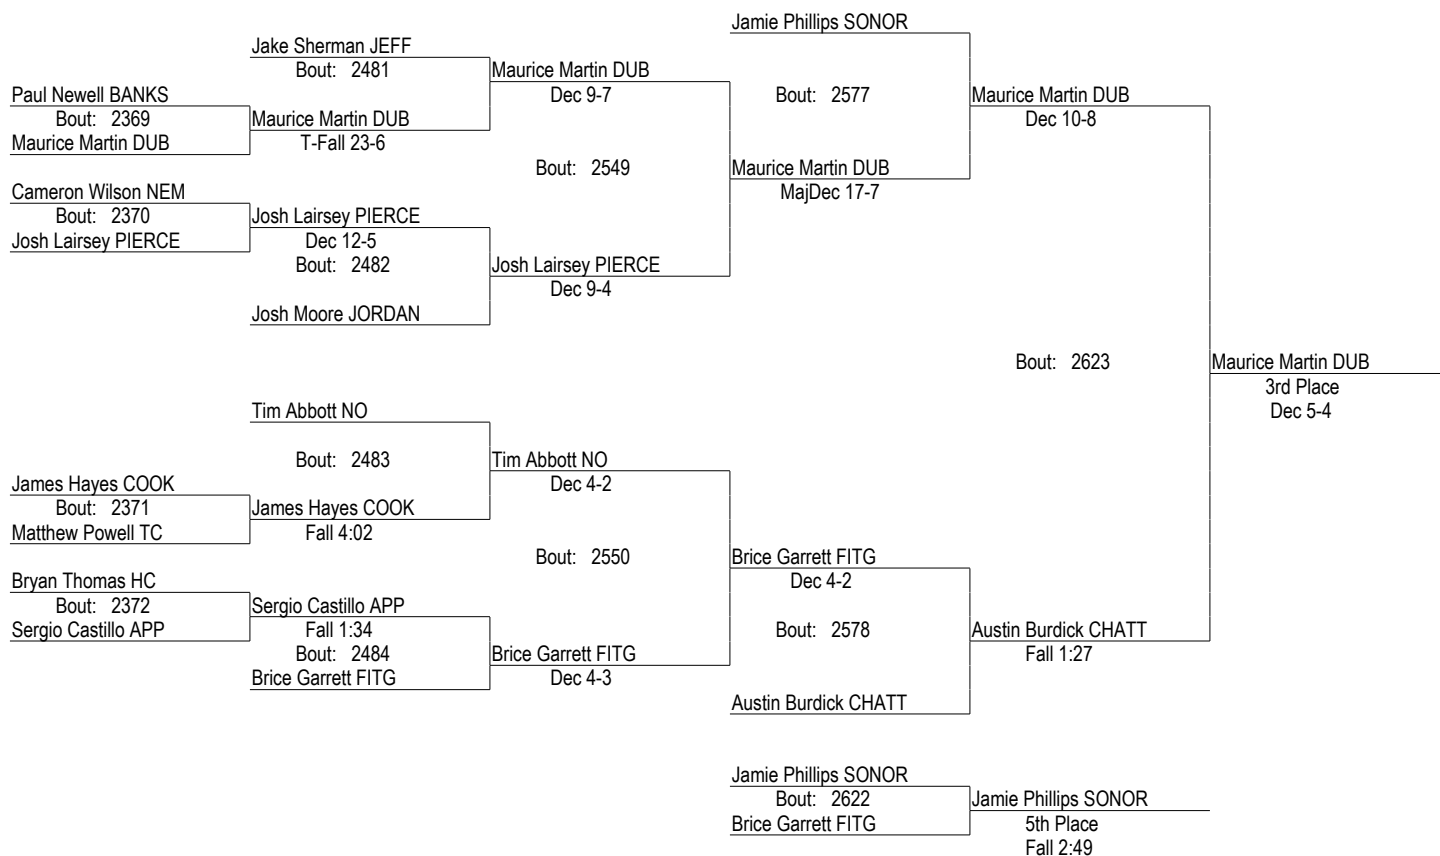 Jamie Phillips SONOR
Jake Sherman JEFF
Bout: 2481
Maurice Martin DUB
Dec 9-7
Paul Newell BANKS
Bout: 2369
Maurice Martin DUB
Maurice Martin DUB
T-Fall 23-6
Bout: 2577
Maurice Martin DUB
Dec 10-8
Bout: 2549
Maurice Martin DUB
MajDec 17-7
Cameron Wilson NEM
Bout: 2370
Josh Lairsey PIERCE
Josh Lairsey PIERCE
Dec 12-5
Bout: 2482
Josh Lairsey PIERCE
Dec 9-4
Josh Moore JORDAN
Bout: 2623
Maurice Martin DUB
3rd Place
Dec 5-4
Tim Abbott NO
Bout: 2483
Tim Abbott NO
Dec 4-2
James Hayes COOK
Bout: 2371
Matthew Powell TC
James Hayes COOK
Fall 4:02
Bout: 2550
Brice Garrett FITG
Dec 4-2
Bryan Thomas HC
Bout: 2372
Sergio Castillo APP
Sergio Castillo APP
Fall 1:34
Bout: 2484
Brice Garrett FITG
Brice Garrett FITG
Dec 4-3
Bout: 2578
Austin Burdick CHATT
Fall 1:27
Austin Burdick CHATT
Jamie Phillips SONOR
Bout: 2622
Brice Garrett FITG
Jamie Phillips SONOR
5th Place
Fall 2:49